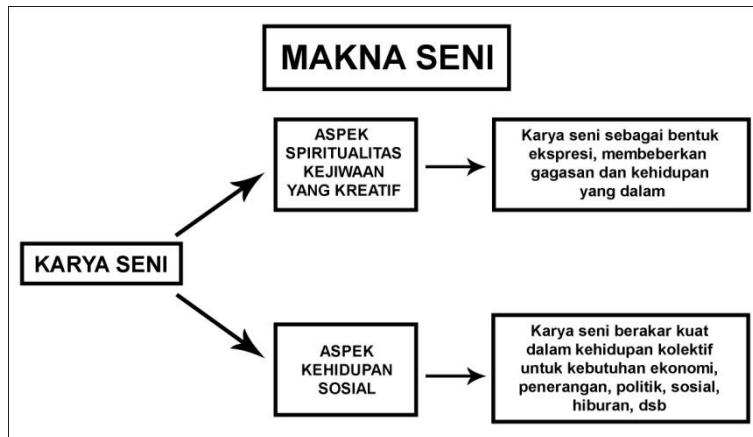 MAKNA SENI
ASPEK
SPIRITUALITAS
KEJIWAAN
YANG KREATIF
Karya seni sebagai bentuk
ekspresi, membeberkan
gagasan dan kehidupan
yang dalam
KARYA SENI
ASPEK
KEHIDUPAN
SOSIAL
Karya seni berakar kuat
dalam kehidupan kolektif
untuk kebutuhan ekonomi,
penerangan, politik, sosial,
hiburan, dsb